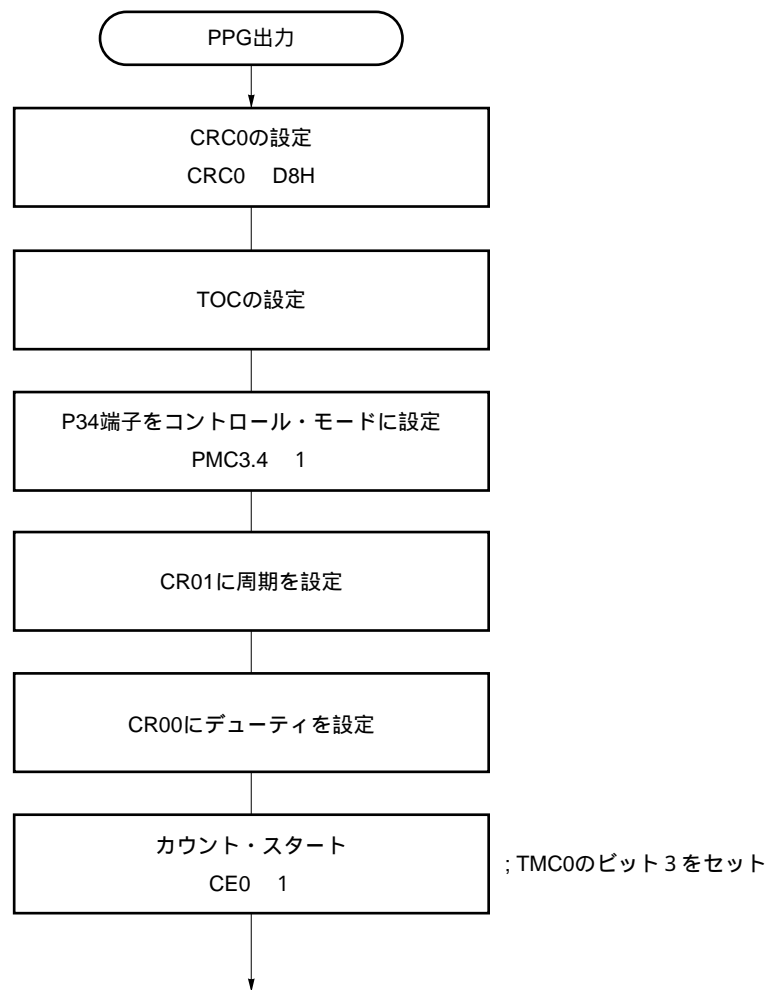 PPG出力
CRC0の設定
CRC0 D8H
TOCの設定
P34端子をコントロール・モードに設定
PMC3.4 1
CR01に周期を設定
CR00にデューティを設定
カウント・スタート
CE0 1
; TMC0のビット3をセット